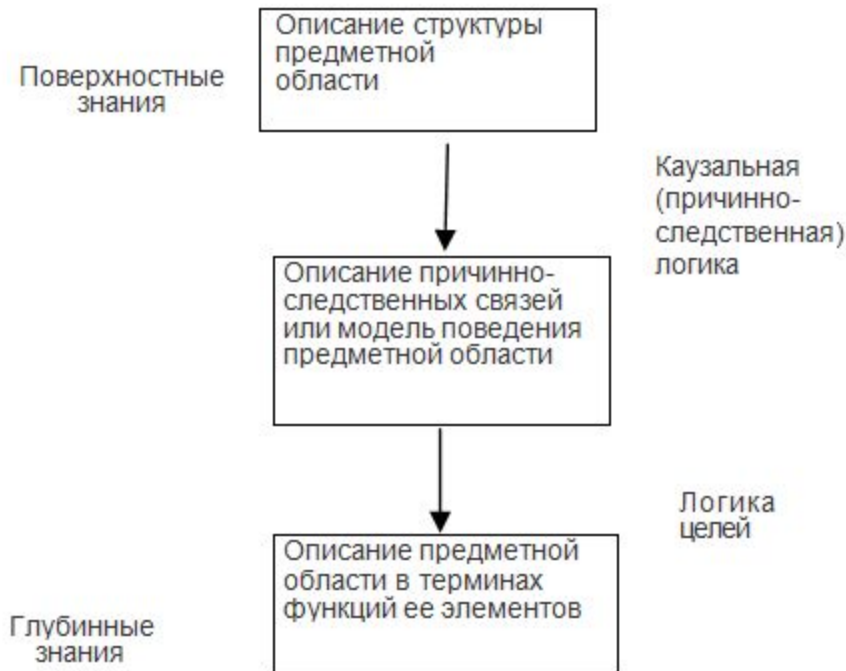 Описание структуры
предметной
области
Поверхностные
знания
Каузальная
(причинно-
следственная)
логика
Описание причинно-
следственных связей
или модель поведения
предметной области
Логика
целей
Описание предметной
области в терминах
функций ее элементов
Глубинные
знания